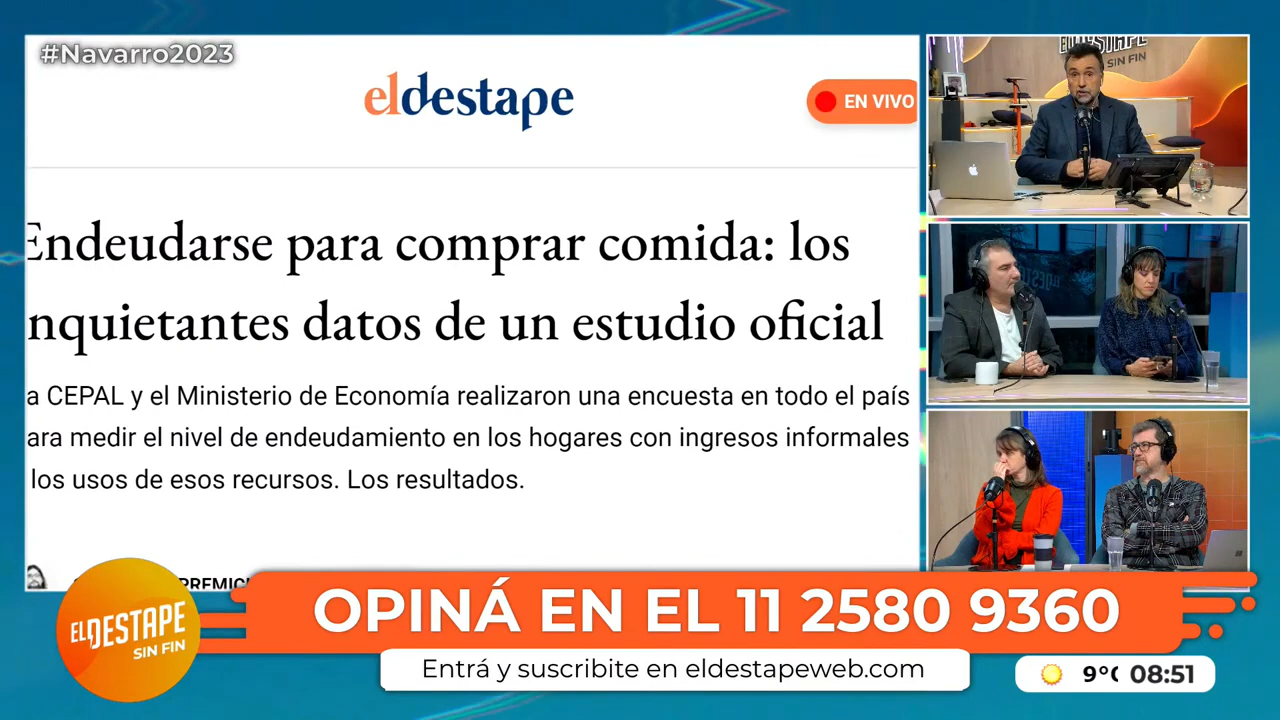 #Navarro2023
eldestape
EN VIVO
Endeudarse para comprar comida: los
nquietantes datos de un estudio oficial
a CEPAL y el Ministerio de Economía realizaron una encuesta en todo el país
ara medir el nivel de endeudamiento en los hogares con ingresos informales
los usos de esos recursos. Los resultados.
EL DESTAPE
SIN FIN
EL DESTAPE
SIN FIN
OPINÁ EN EL 11 2580 9360
Entrá y suscribite en eldestapeweb.com
9°C 08:51